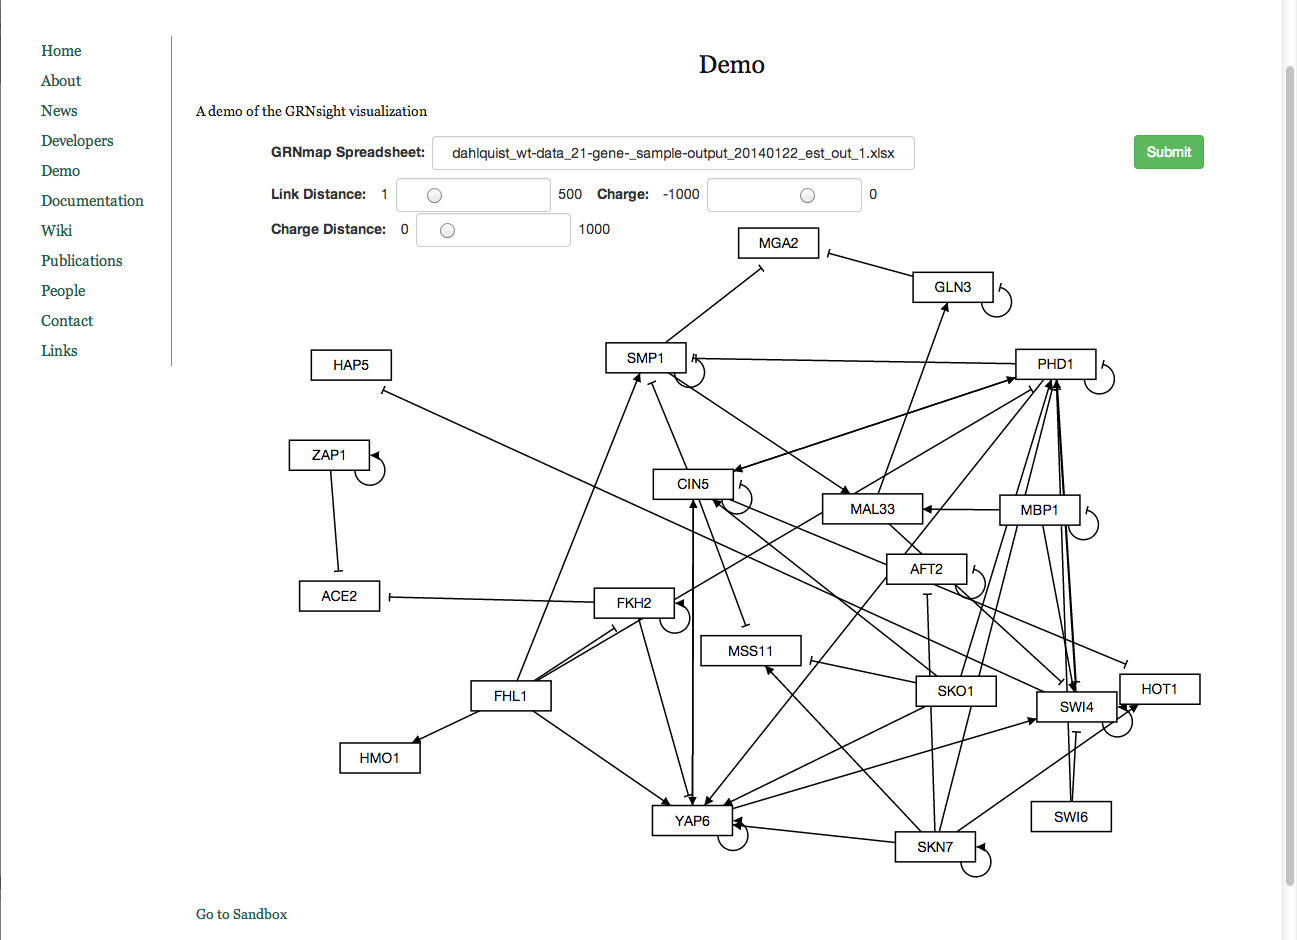 Home
About
News
Developers
Demo
Documentation
Wiki
Publications
People
Contact
Links
Demo
A demo of the GRNsight visualization
GRNmap Spreadsheet: dahlquist_wt-data_21-gene-_sample-output_20140122_est_out_1.xlsx Submit
Link Distance: 1 500 Charge: -1000 0
Charge Distance: 0 1000
MGA2
GLN3
SMP1
PHD1
HAP5
ZAP1
CIN5
MAL33
MBP1
AFT2
ACE2
FKH2
MSS11
FHL1
SKO1
SWI4
HOT1
HMO1
YAP6
SWI6
SKN7
Go to Sandbox